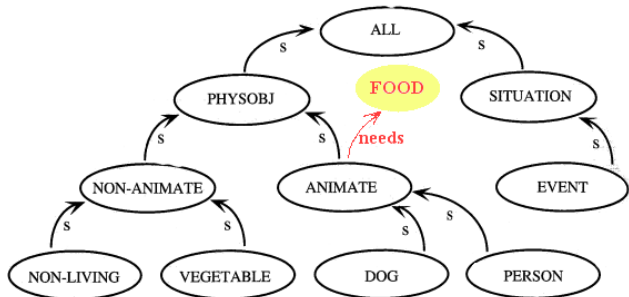 ALL
s
s
FOOD
PHYSOBJ
SITUATION
needs
s
s
s
NON-ANIMATE
ANIMATE
EVENT
s
s
s
s
NON-LIVING
VEGETABLE
DOG
PERSON